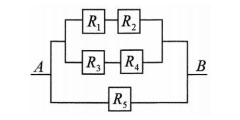 R₁ R₂
A R₃ R₄ B
R₅